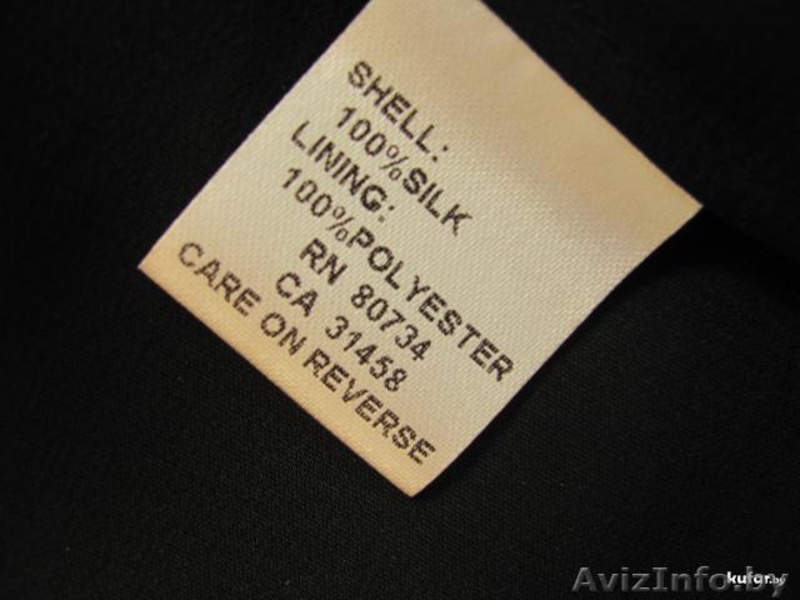 SHELL:
100%SILK
LINING:
100%POLYESTER
RN 80734
CA 31458
CARE ON REVERSE
kufar.by
AvizInfo.by